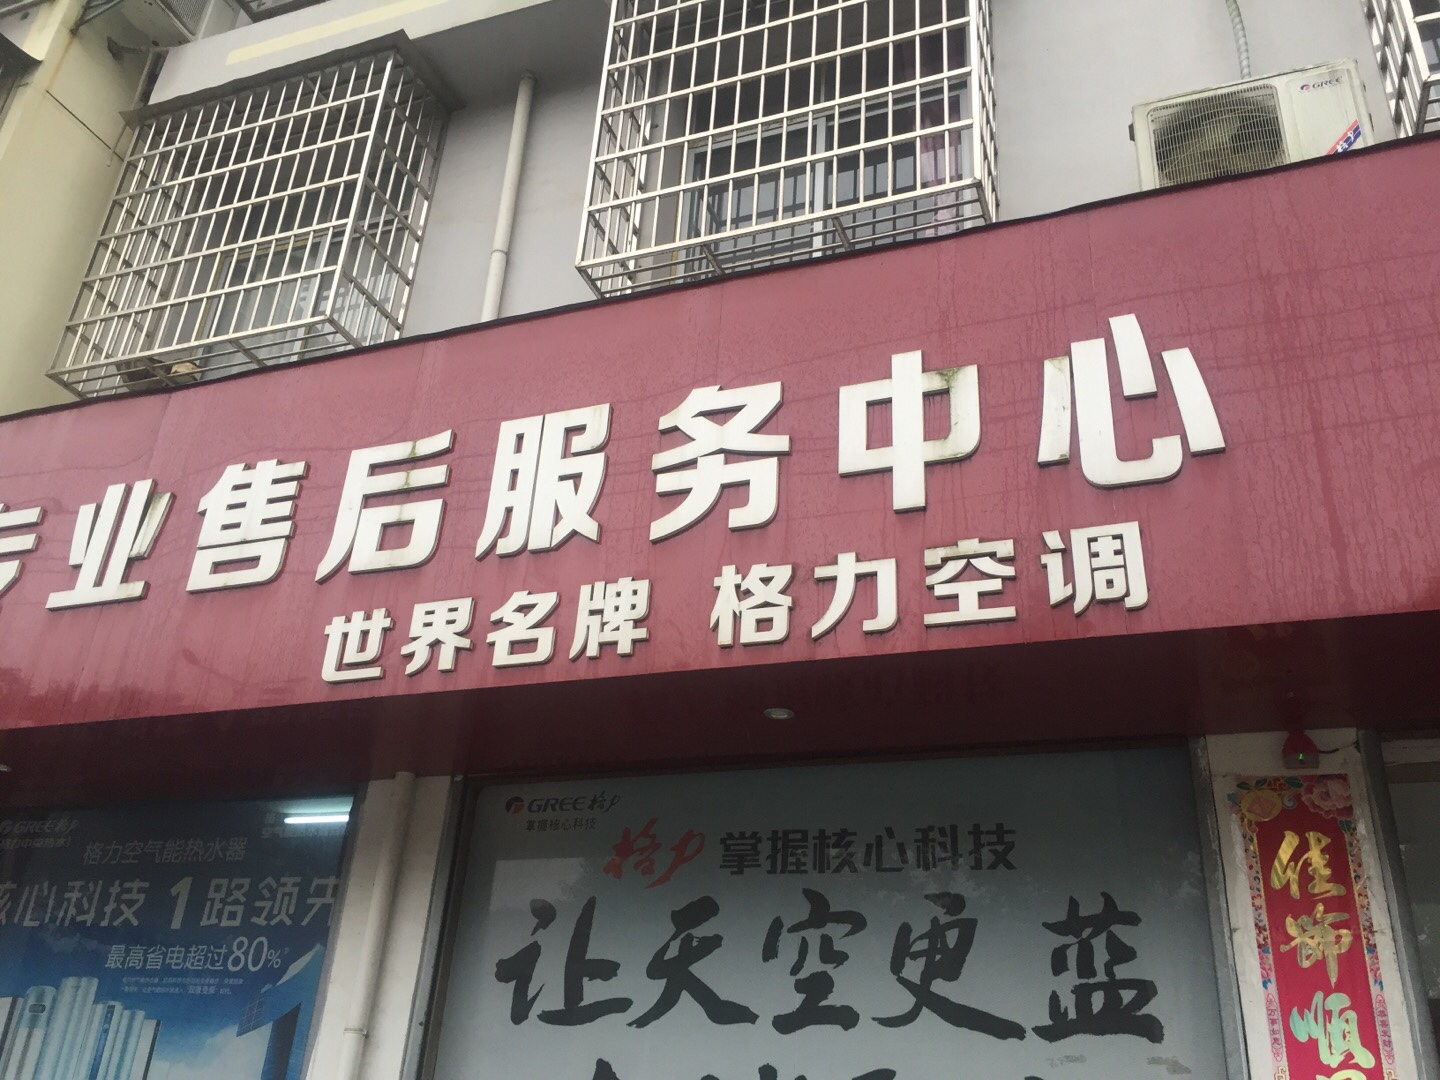 GREE
专业售后服务中心
世界名牌 格力空调
GREE格力
格力空气能热水器
核心科技 1路领先
最高省电超过80%
GREE格力
掌握核心科技
格力 掌握核心科技
让天空更蓝
佳节
顺